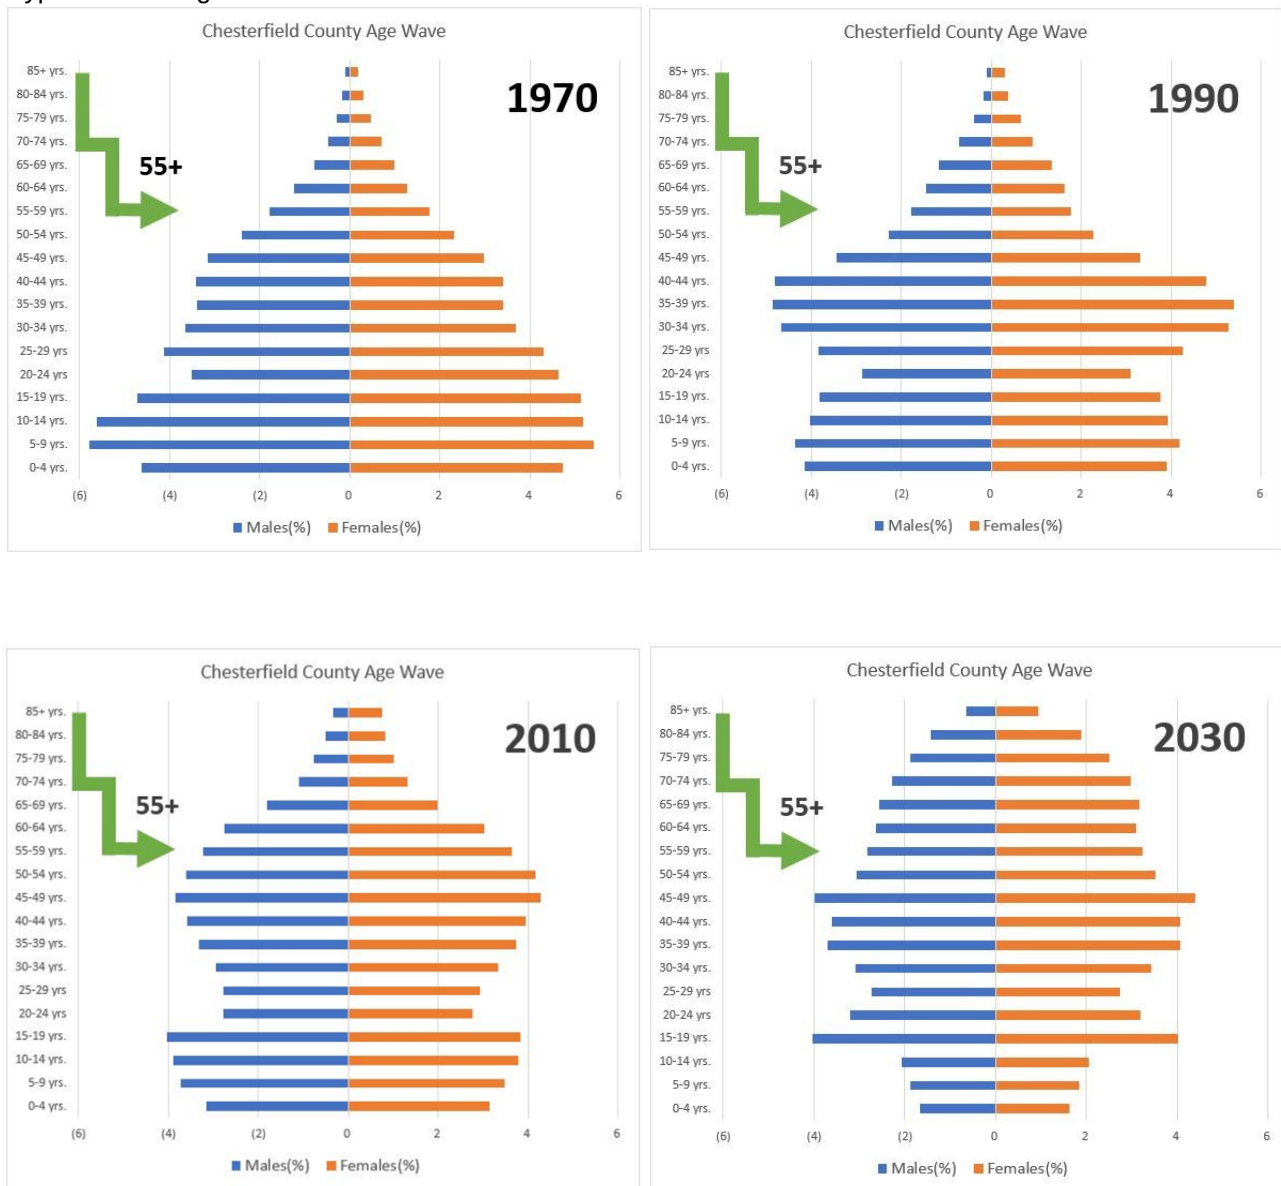 Chesterfield County Age Wave
1970
55+
85+ yrs.
80-84 yrs.
75-79 yrs.
70-74 yrs.
65-69 yrs.
60-64 yrs.
55-59 yrs.
50-54 yrs.
45-49 yrs.
40-44 yrs.
35-39 yrs.
30-34 yrs.
25-29 yrs
20-24 yrs
15-19 yrs.
10-14 yrs.
5-9 yrs.
0-4 yrs.
(6) (4) (2) 0 2 4 6
Males(%) Females(%)
Chesterfield County Age Wave
1990
55+
85+ yrs.
80-84 yrs.
75-79 yrs.
70-74 yrs.
65-69 yrs.
60-64 yrs.
55-59 yrs.
50-54 yrs.
45-49 yrs.
40-44 yrs.
35-39 yrs.
30-34 yrs.
25-29 yrs
20-24 yrs
15-19 yrs.
10-14 yrs.
5-9 yrs.
0-4 yrs.
(6) (4) (2) 0 2 4 6
Males(%) Females(%)
Chesterfield County Age Wave
2010
55+
85+ yrs.
80-84 yrs.
75-79 yrs.
70-74 yrs.
65-69 yrs.
60-64 yrs.
55-59 yrs.
50-54 yrs.
45-49 yrs.
40-44 yrs.
35-39 yrs.
30-34 yrs.
25-29 yrs
20-24 yrs
15-19 yrs.
10-14 yrs.
5-9 yrs.
0-4 yrs.
(6) (4) (2) 0 2 4 6
Males(%) Females(%)
Chesterfield County Age Wave
2030
55+
85+ yrs.
80-84 yrs.
75-79 yrs.
70-74 yrs.
65-69 yrs.
60-64 yrs.
55-59 yrs.
50-54 yrs.
45-49 yrs.
40-44 yrs.
35-39 yrs.
30-34 yrs.
25-29 yrs
20-24 yrs
15-19 yrs.
10-14 yrs.
5-9 yrs.
0-4 yrs.
(6) (4) (2) 0 2 4 6
Males(%) Females(%)